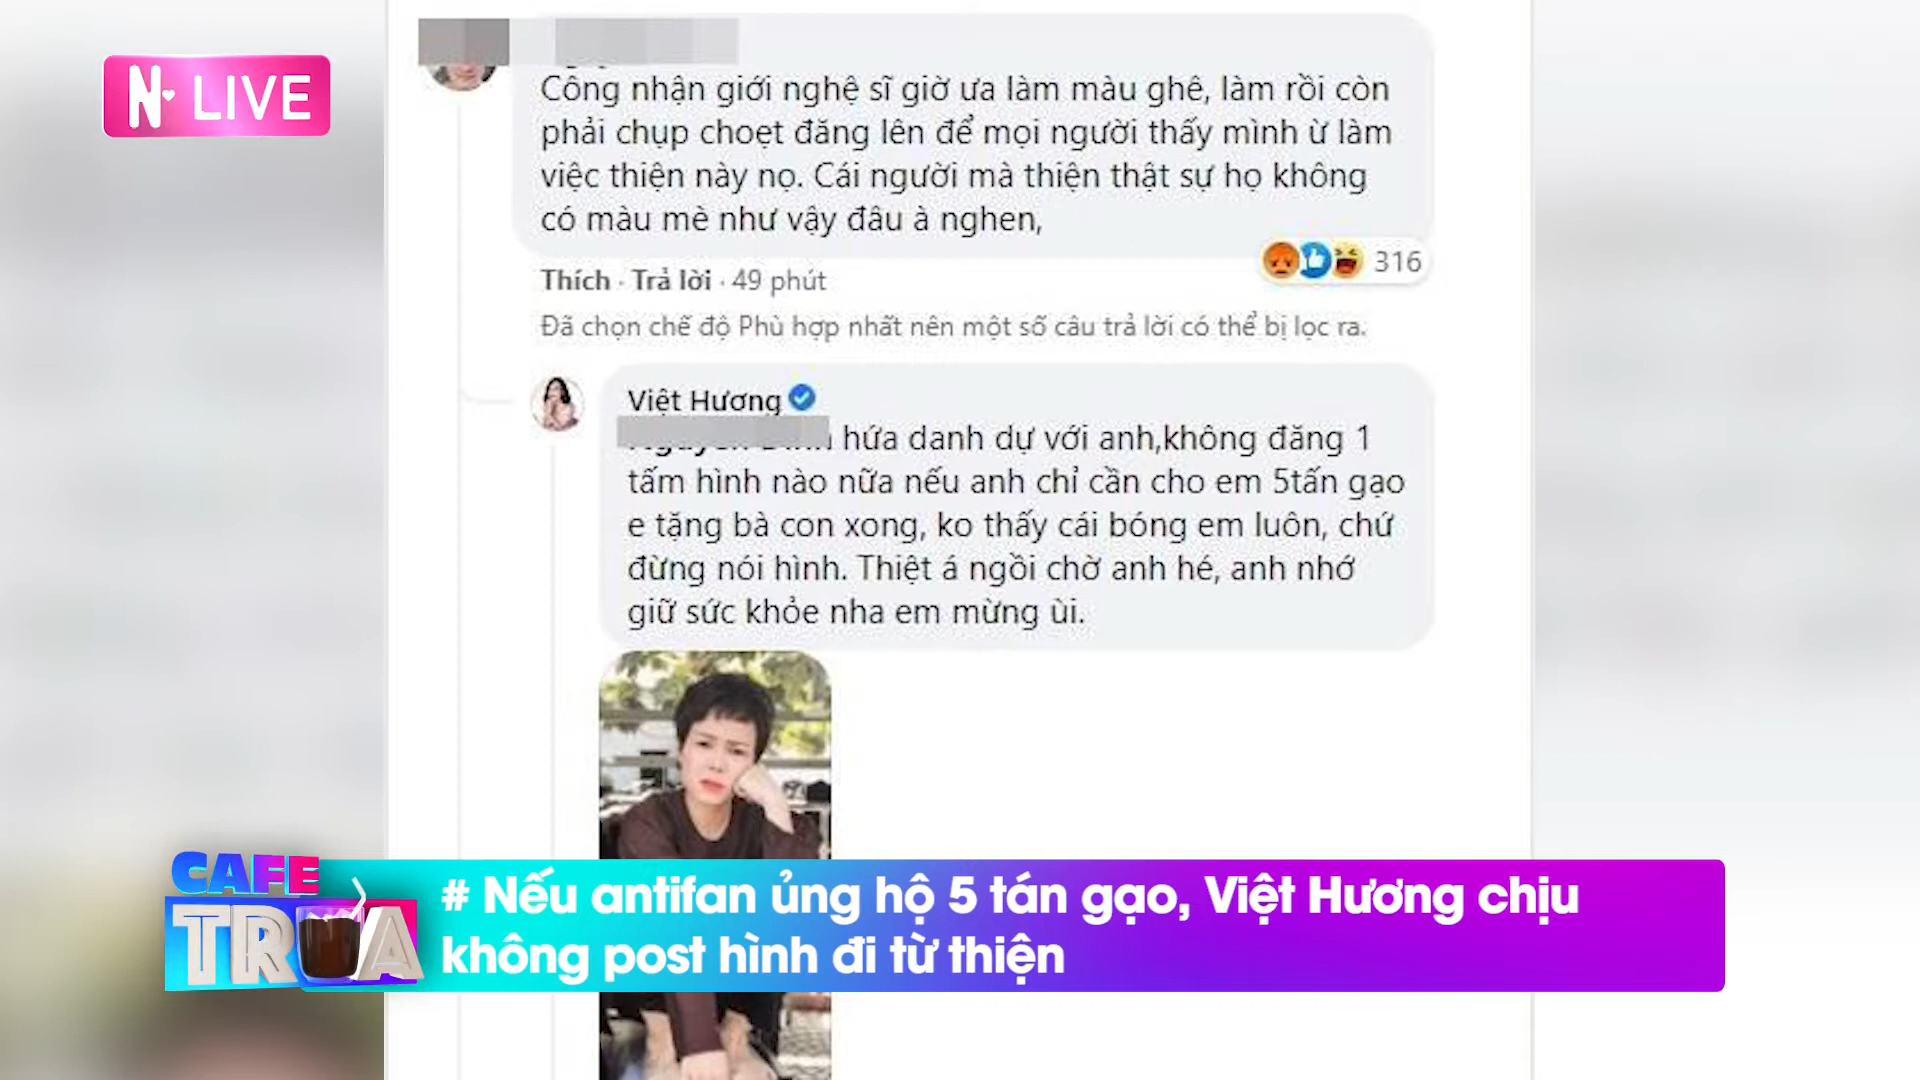 N LIVE
Công nhận giới nghệ sĩ giờ ưa làm màu ghê, làm rồi còn
phải chụp choẹt đăng lên để mọi người thấy mình ừ làm
việc thiện này nọ. Cái người mà thiện thật sự họ không
có màu mè như vậy đâu à nghen,
316
Thích · Trả lời · 49 phút
Đã chọn chế độ Phù hợp nhất nên một số câu trả lời có thể bị lọc ra.
Việt Hương
hứa danh dự với anh,không đăng 1
tấm hình nào nữa nếu anh chỉ cần cho em 5tấn gạo
e tặng bà con xong, ko thấy cái bóng em luôn, chứ
đừng nói hình. Thiệt á ngồi chờ anh hé, anh nhớ
giữ sức khỏe nha em mừng ùi.
CAFE
TRƯA
# Nếu antifan ủng hộ 5 tán gạo, Việt Hương chịu
không post hình đi từ thiện